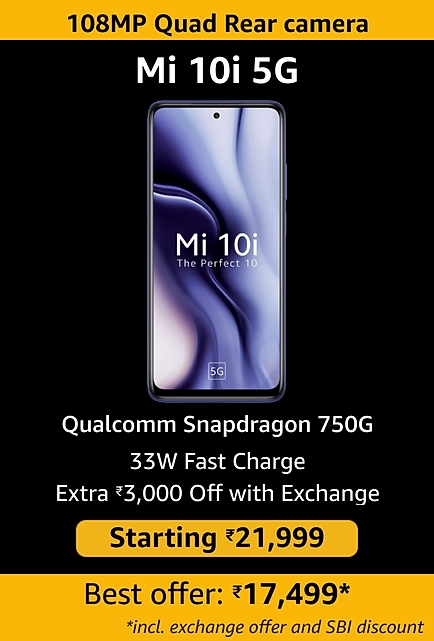 108MP Quad Rear camera
Mi 10i 5G
Mi 10i
The Perfect 10
5G
Qualcomm Snapdragon 750G
33W Fast Charge
Extra ₹3,000 Off with Exchange
Starting ₹21,999
Best offer: ₹17,499*
*incl. exchange offer and SBI discount